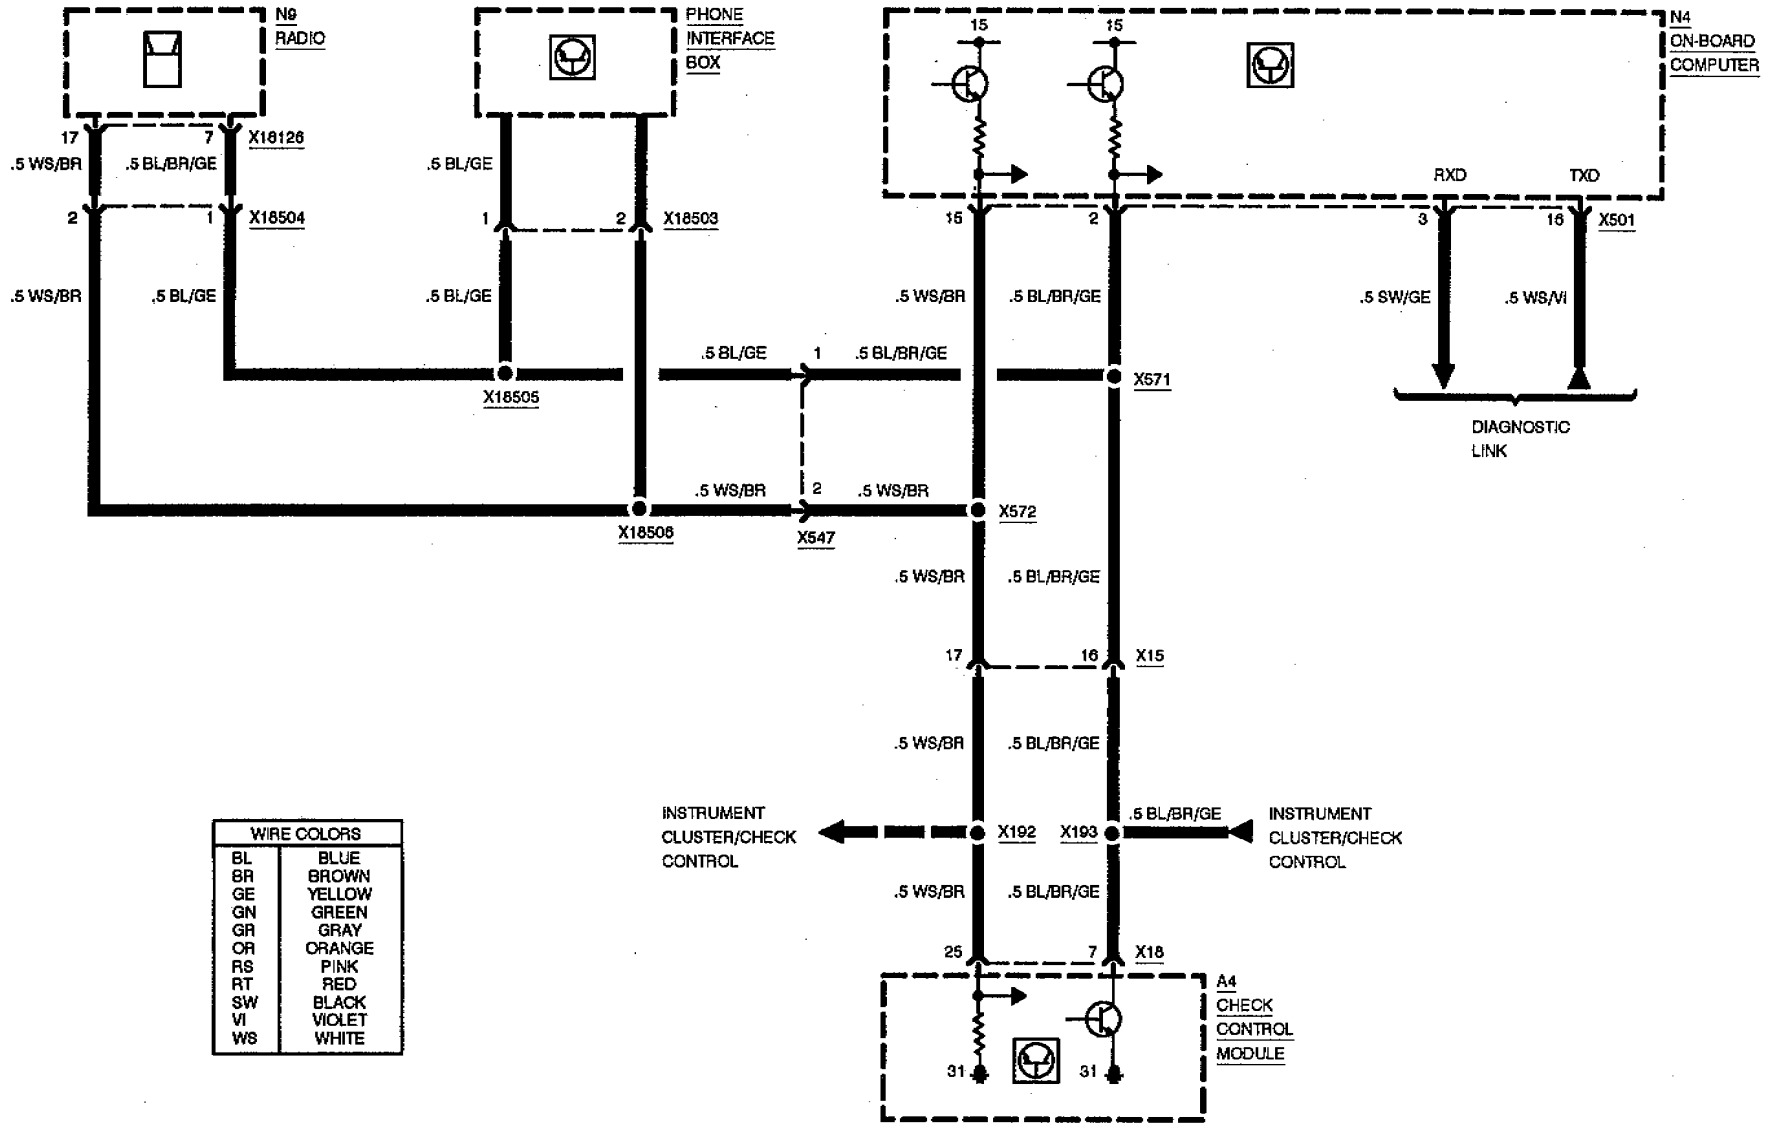 N9
RADIO
PHONE
INTERFACE
BOX
15
15
N4
ON-BOARD
COMPUTER
17
7
X18126
.5 WS/BR
.5 BL/BR/GE
.5 BL/GE
RXD
TXD
2
1
X18504
1
2
X18503
15
2
3
16
X501
.5 WS/BR
.5 BL/GE
.5 BL/GE
.5 WS/BR
.5 BL/BR/GE
.5 SW/GE
.5 WS/VI
.5 BL/GE
1
.5 BL/BR/GE
X18505
X571
DIAGNOSTIC
LINK
.5 WS/BR
2
.5 WS/BR
X18506
X547
X572
.5 WS/BR
.5 BL/BR/GE
17
16
X15
.5 WS/BR
.5 BL/BR/GE
INSTRUMENT
CLUSTER/CHECK
CONTROL
X192
X193
.5 BL/BR/GE
INSTRUMENT
CLUSTER/CHECK
CONTROL
.5 WS/BR
.5 BL/BR/GE
25
7
X18
A4
CHECK
CONTROL
MODULE
31
31
WIRE COLORS
BL BLUE
BR BROWN
GE YELLOW
GN GREEN
GR GRAY
OR ORANGE
RS PINK
RT RED
SW BLACK
VI VIOLET
WS WHITE